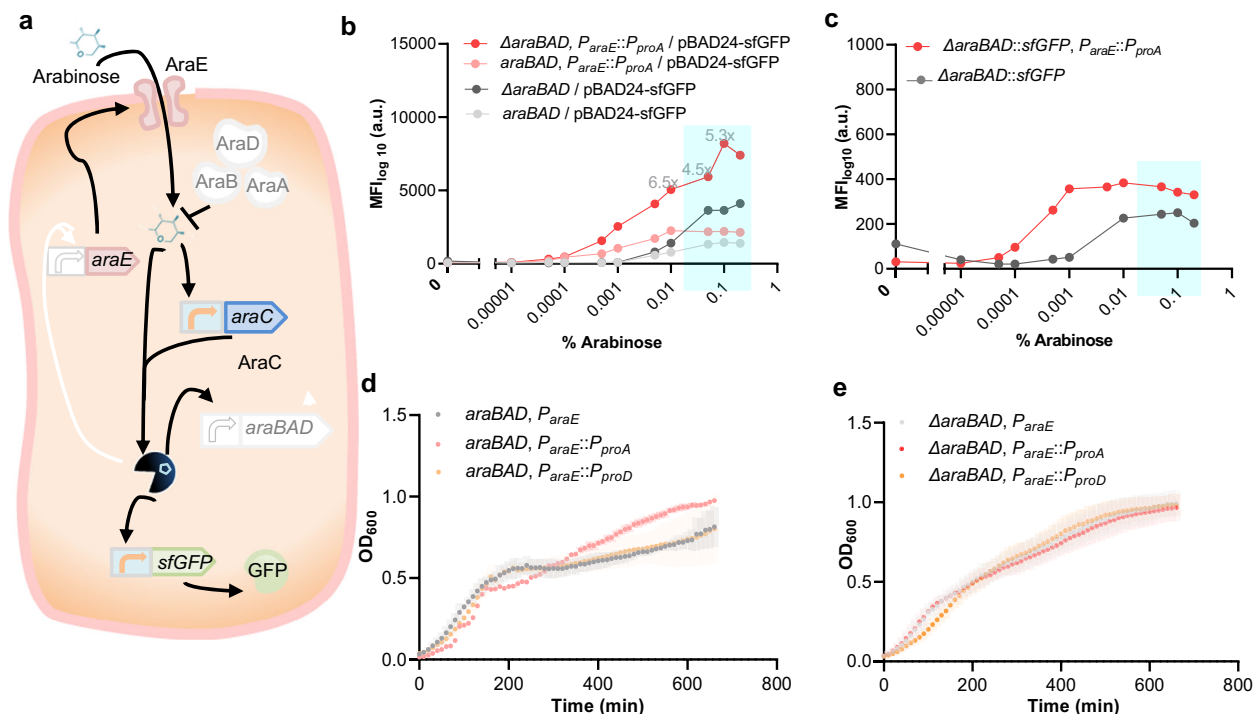 a
Arabinose
AraE
AraD
AraB
AraA
araE
araC
AraC
araBAD
sfGFP
GFP
b
15000
10000
5000
0
MFIlog 10 (a.u.)
ΔaraBAD, ParaE::PproA / pBAD24-sfGFP
araBAD, ParaE::PproA / pBAD24-sfGFP
ΔaraBAD / pBAD24-sfGFP
araBAD / pBAD24-sfGFP
6.5x
4.5x
5.3x
0
0.00001
0.0001
0.001
0.01
0.1
1
% Arabinose
c
1000
800
600
400
200
0
MFIlog10 (a.u.)
ΔaraBAD::sfGFP, ParaE::PproA
ΔaraBAD::sfGFP
0
0.00001
0.0001
0.001
0.01
0.1
1
% Arabinose
d
1.5
1.0
0.5
0.0
OD600
araBAD, ParaE
araBAD, ParaE::PproA
araBAD, ParaE::PproD
0
200
400
600
800
Time (min)
e
1.5
1.0
0.5
0.0
OD600
ΔaraBAD, ParaE
ΔaraBAD, ParaE::PproA
ΔaraBAD, ParaE::PproD
0
200
400
600
800
Time (min)